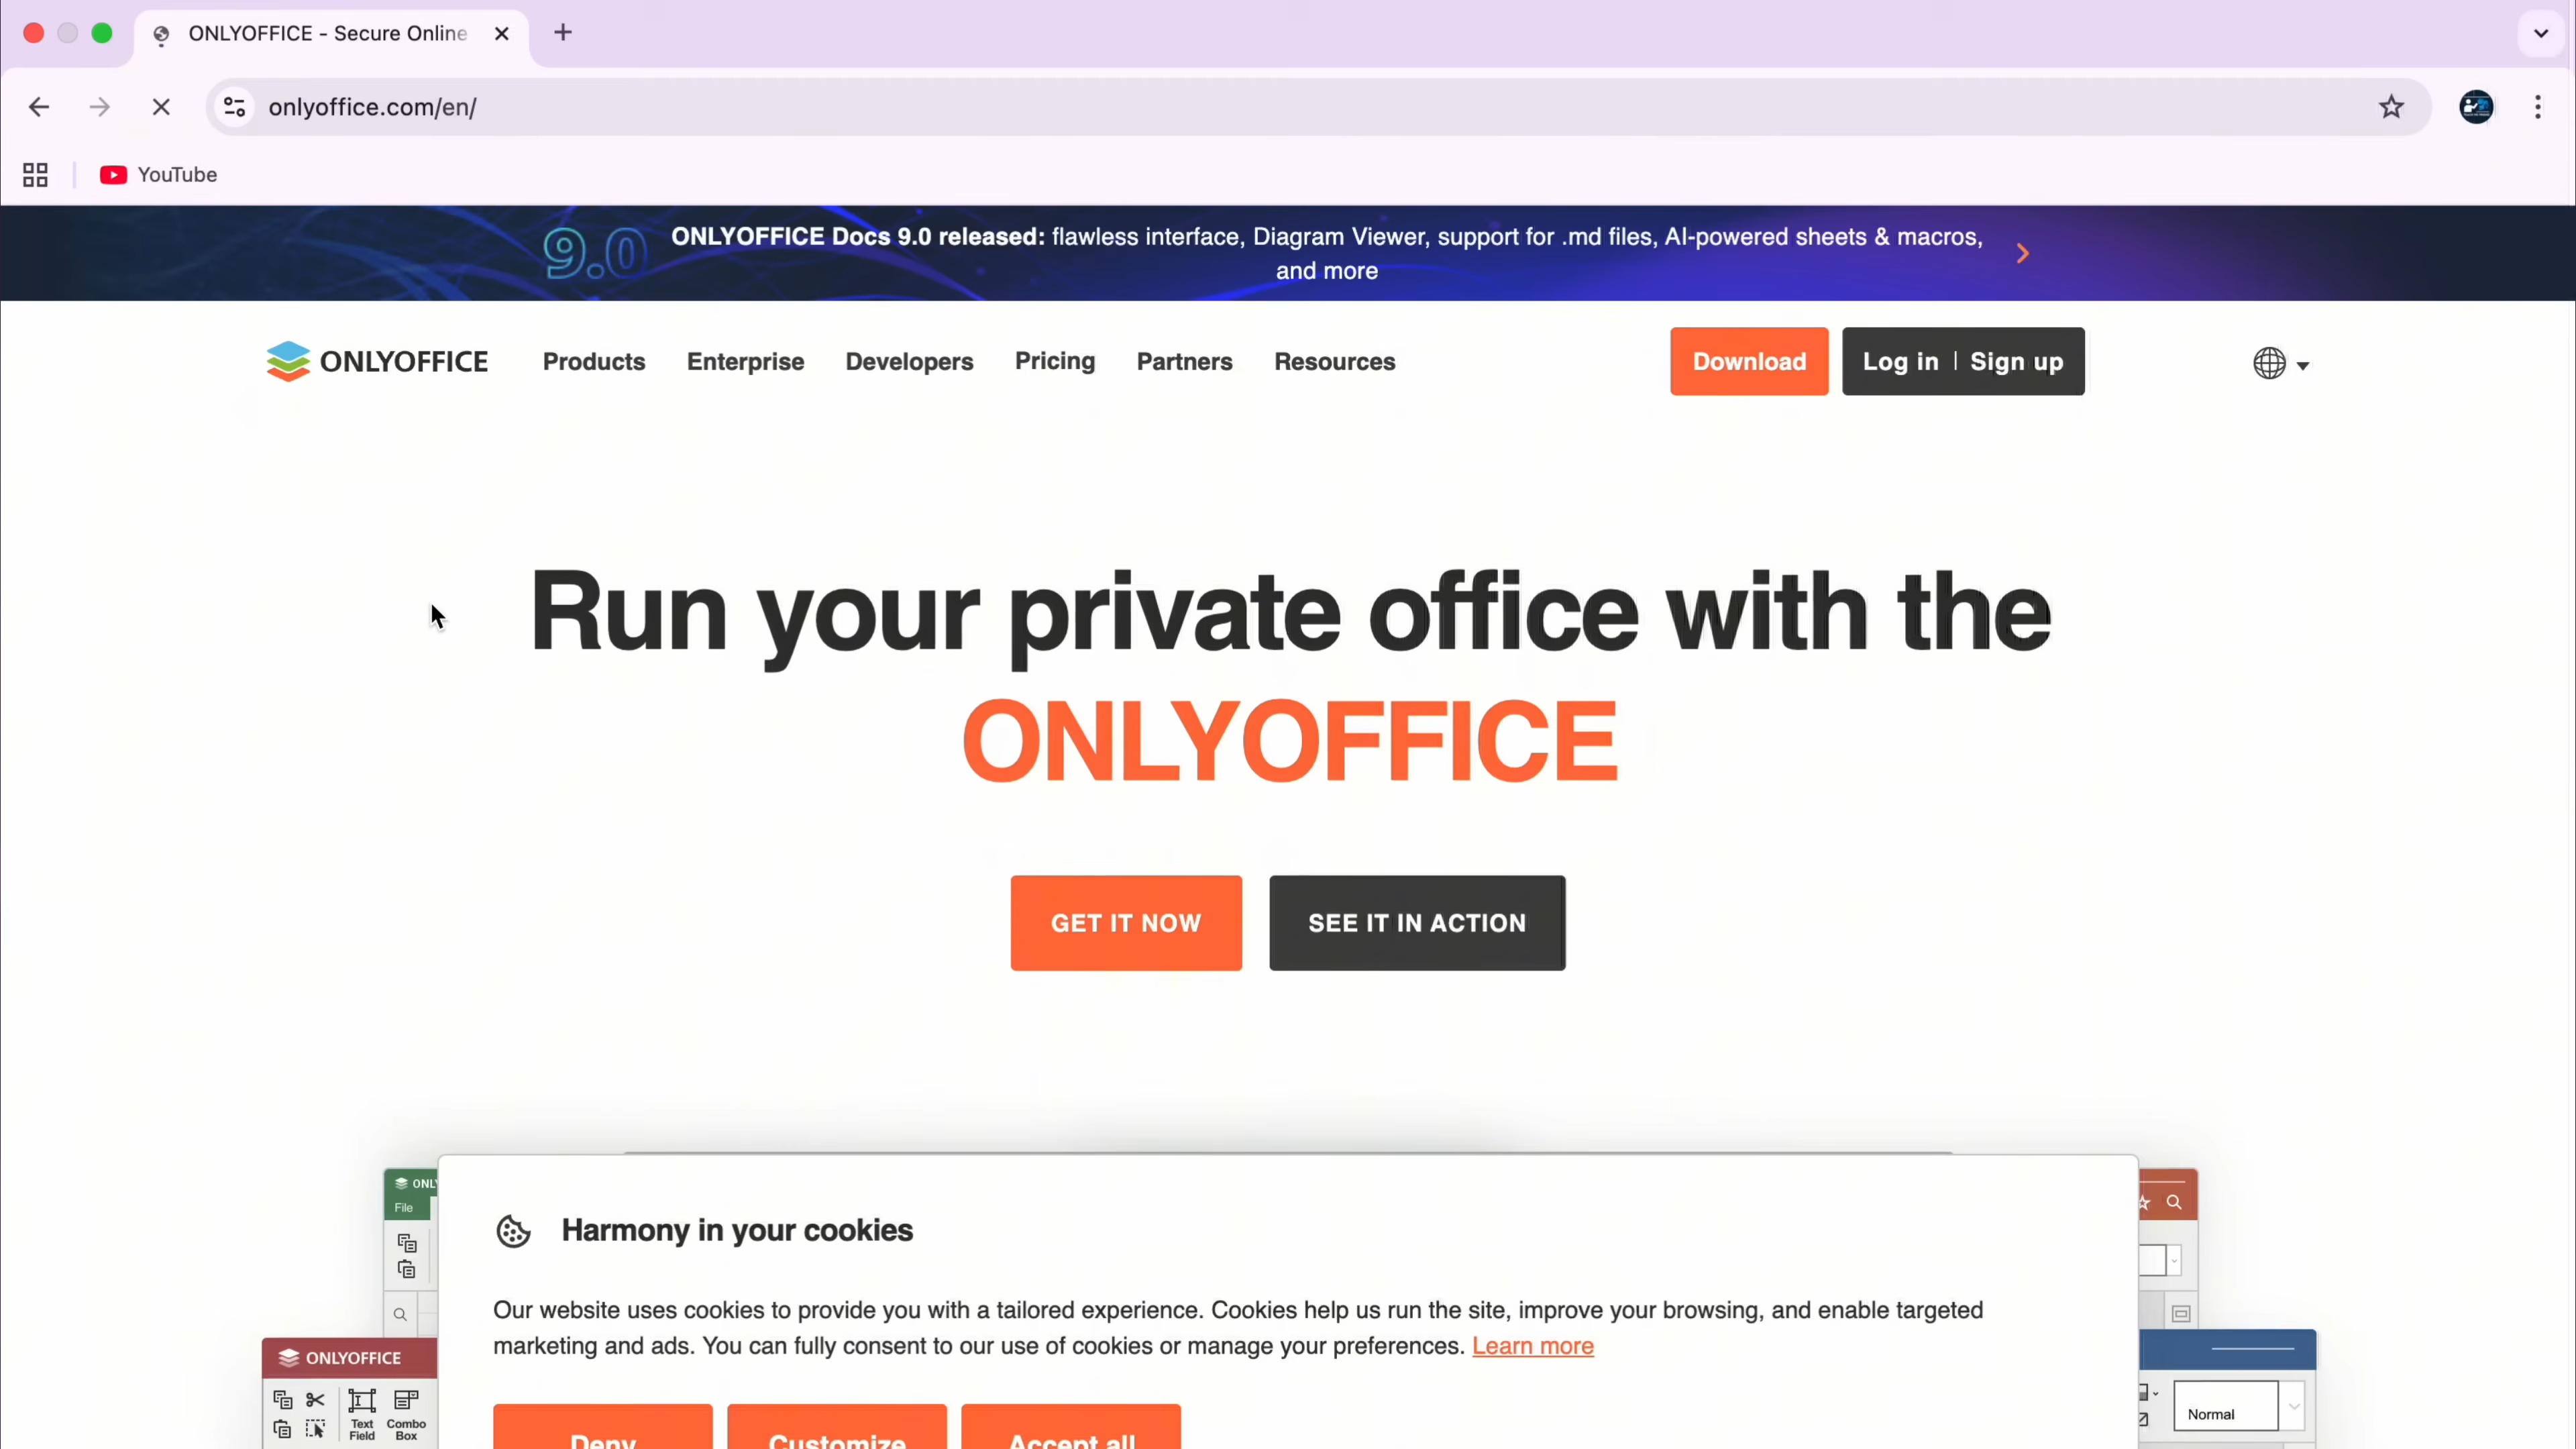 ONLYOFFICE - Secure Online
onlyoffice.com/en/
YouTube
9.0
ONLYOFFICE Docs 9.0 released: flawless interface, Diagram Viewer, support for .md files, AI-powered sheets & macros,
and more
ONLYOFFICE
Products
Enterprise
Developers
Pricing
Partners
Resources
Download
Log in | Sign up
Run your private office with the
ONLYOFFICE
GET IT NOW
SEE IT IN ACTION
ONLY
File
Harmony in your cookies
Our website uses cookies to provide you with a tailored experience. Cookies help us run the site, improve your browsing, and enable targeted
marketing and ads. You can fully consent to our use of cookies or manage your preferences. Learn more
ONLYOFFICE
Text
Field
Combo
Box
Normal
Deny
Customize
Accept all